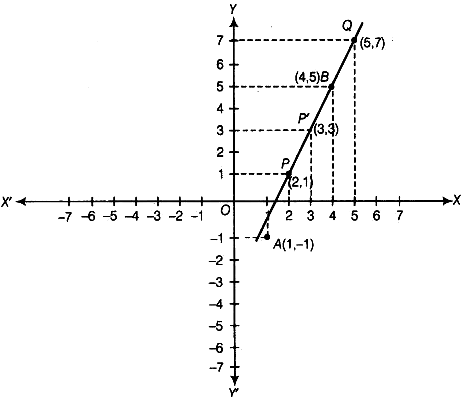 Y
Q
7
(5,7)
6
(4,5)B
5
4
P'
3
(3,3)
2
P
1
(2,1)
X' X
O
-7 -6 -5 -4 -3 -2 -1 1 2 3 4 5 6 7
-1
A(1,-1)
-2
-3
-4
-5
-6
-7
Y'